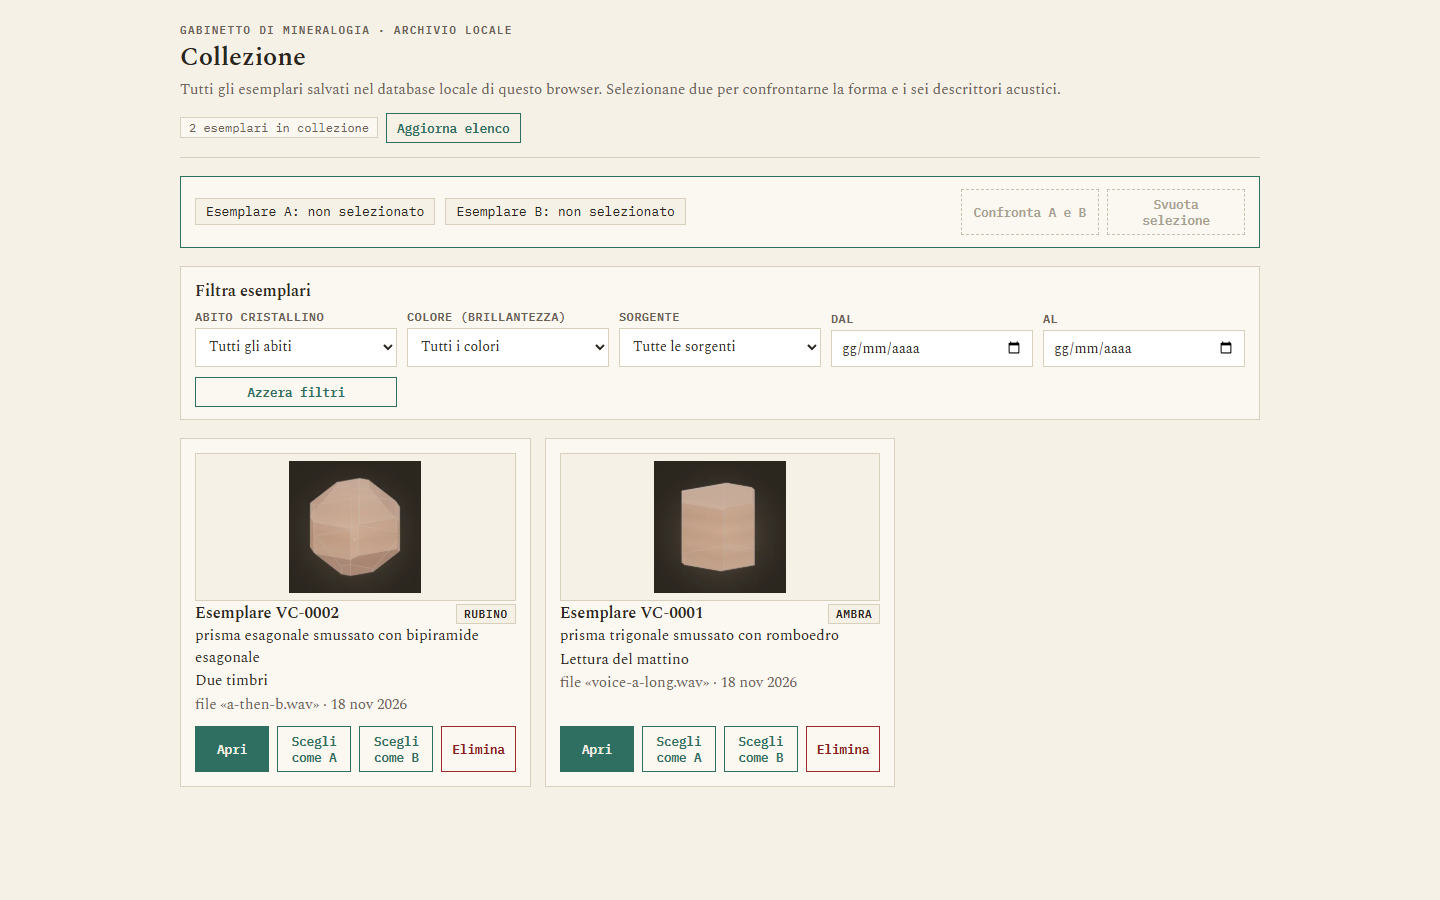 GABINETTO DI MINERALOGIA · ARCHIVIO LOCALE
Collezione
Tutti gli esemplari salvati nel database locale di questo browser. Selezionane due per confrontarne la forma e i sei descrittori acustici.
2 esemplari in collezione
Aggiorna elenco
Esemplare A: non selezionato
Esemplare B: non selezionato
Confronta A e B
Svuota
selezione
Filtra esemplari
ABITO CRISTALLINO
COLORE (BRILLANTEZZA)
SORGENTE
DAL
AL
Tutti gli abiti
Tutti i colori
Tutte le sorgenti
gg/mm/aaaa
gg/mm/aaaa
Azzera filtri
Esemplare VC-0002
RUBINO
prisma esagonale smussato con bipiramide
esagonale
Due timbri
file «a-then-b.wav» · 18 nov 2026
Apri
Scegli
come A
Scegli
come B
Elimina
Esemplare VC-0001
AMBRA
prisma trigonale smussato con romboedro
Lettura del mattino
file «voice-a-long.wav» · 18 nov 2026
Apri
Scegli
come A
Scegli
come B
Elimina